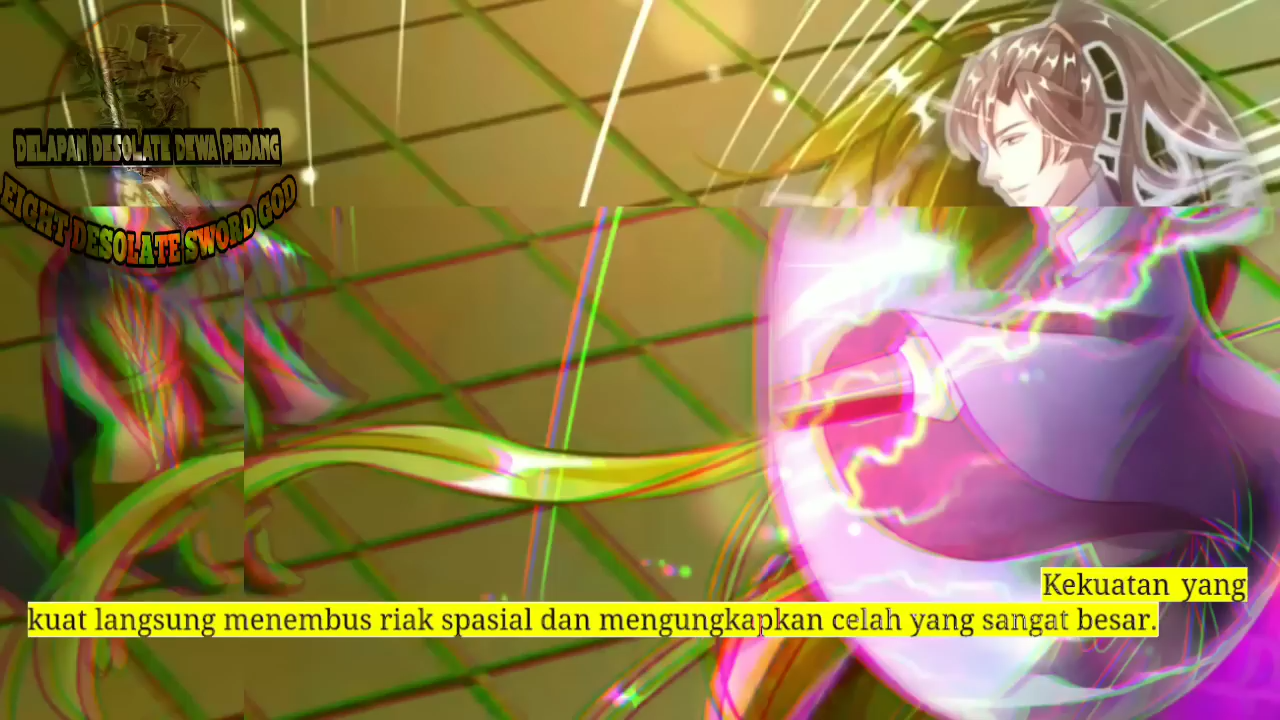 DELAPAN DESOLATE DEWA PEDANG
EIGHT DESOLATE SWORD GOD
Kekuatan yang
kuat langsung menembus riak spasial dan mengungkapkan celah yang sangat besar.